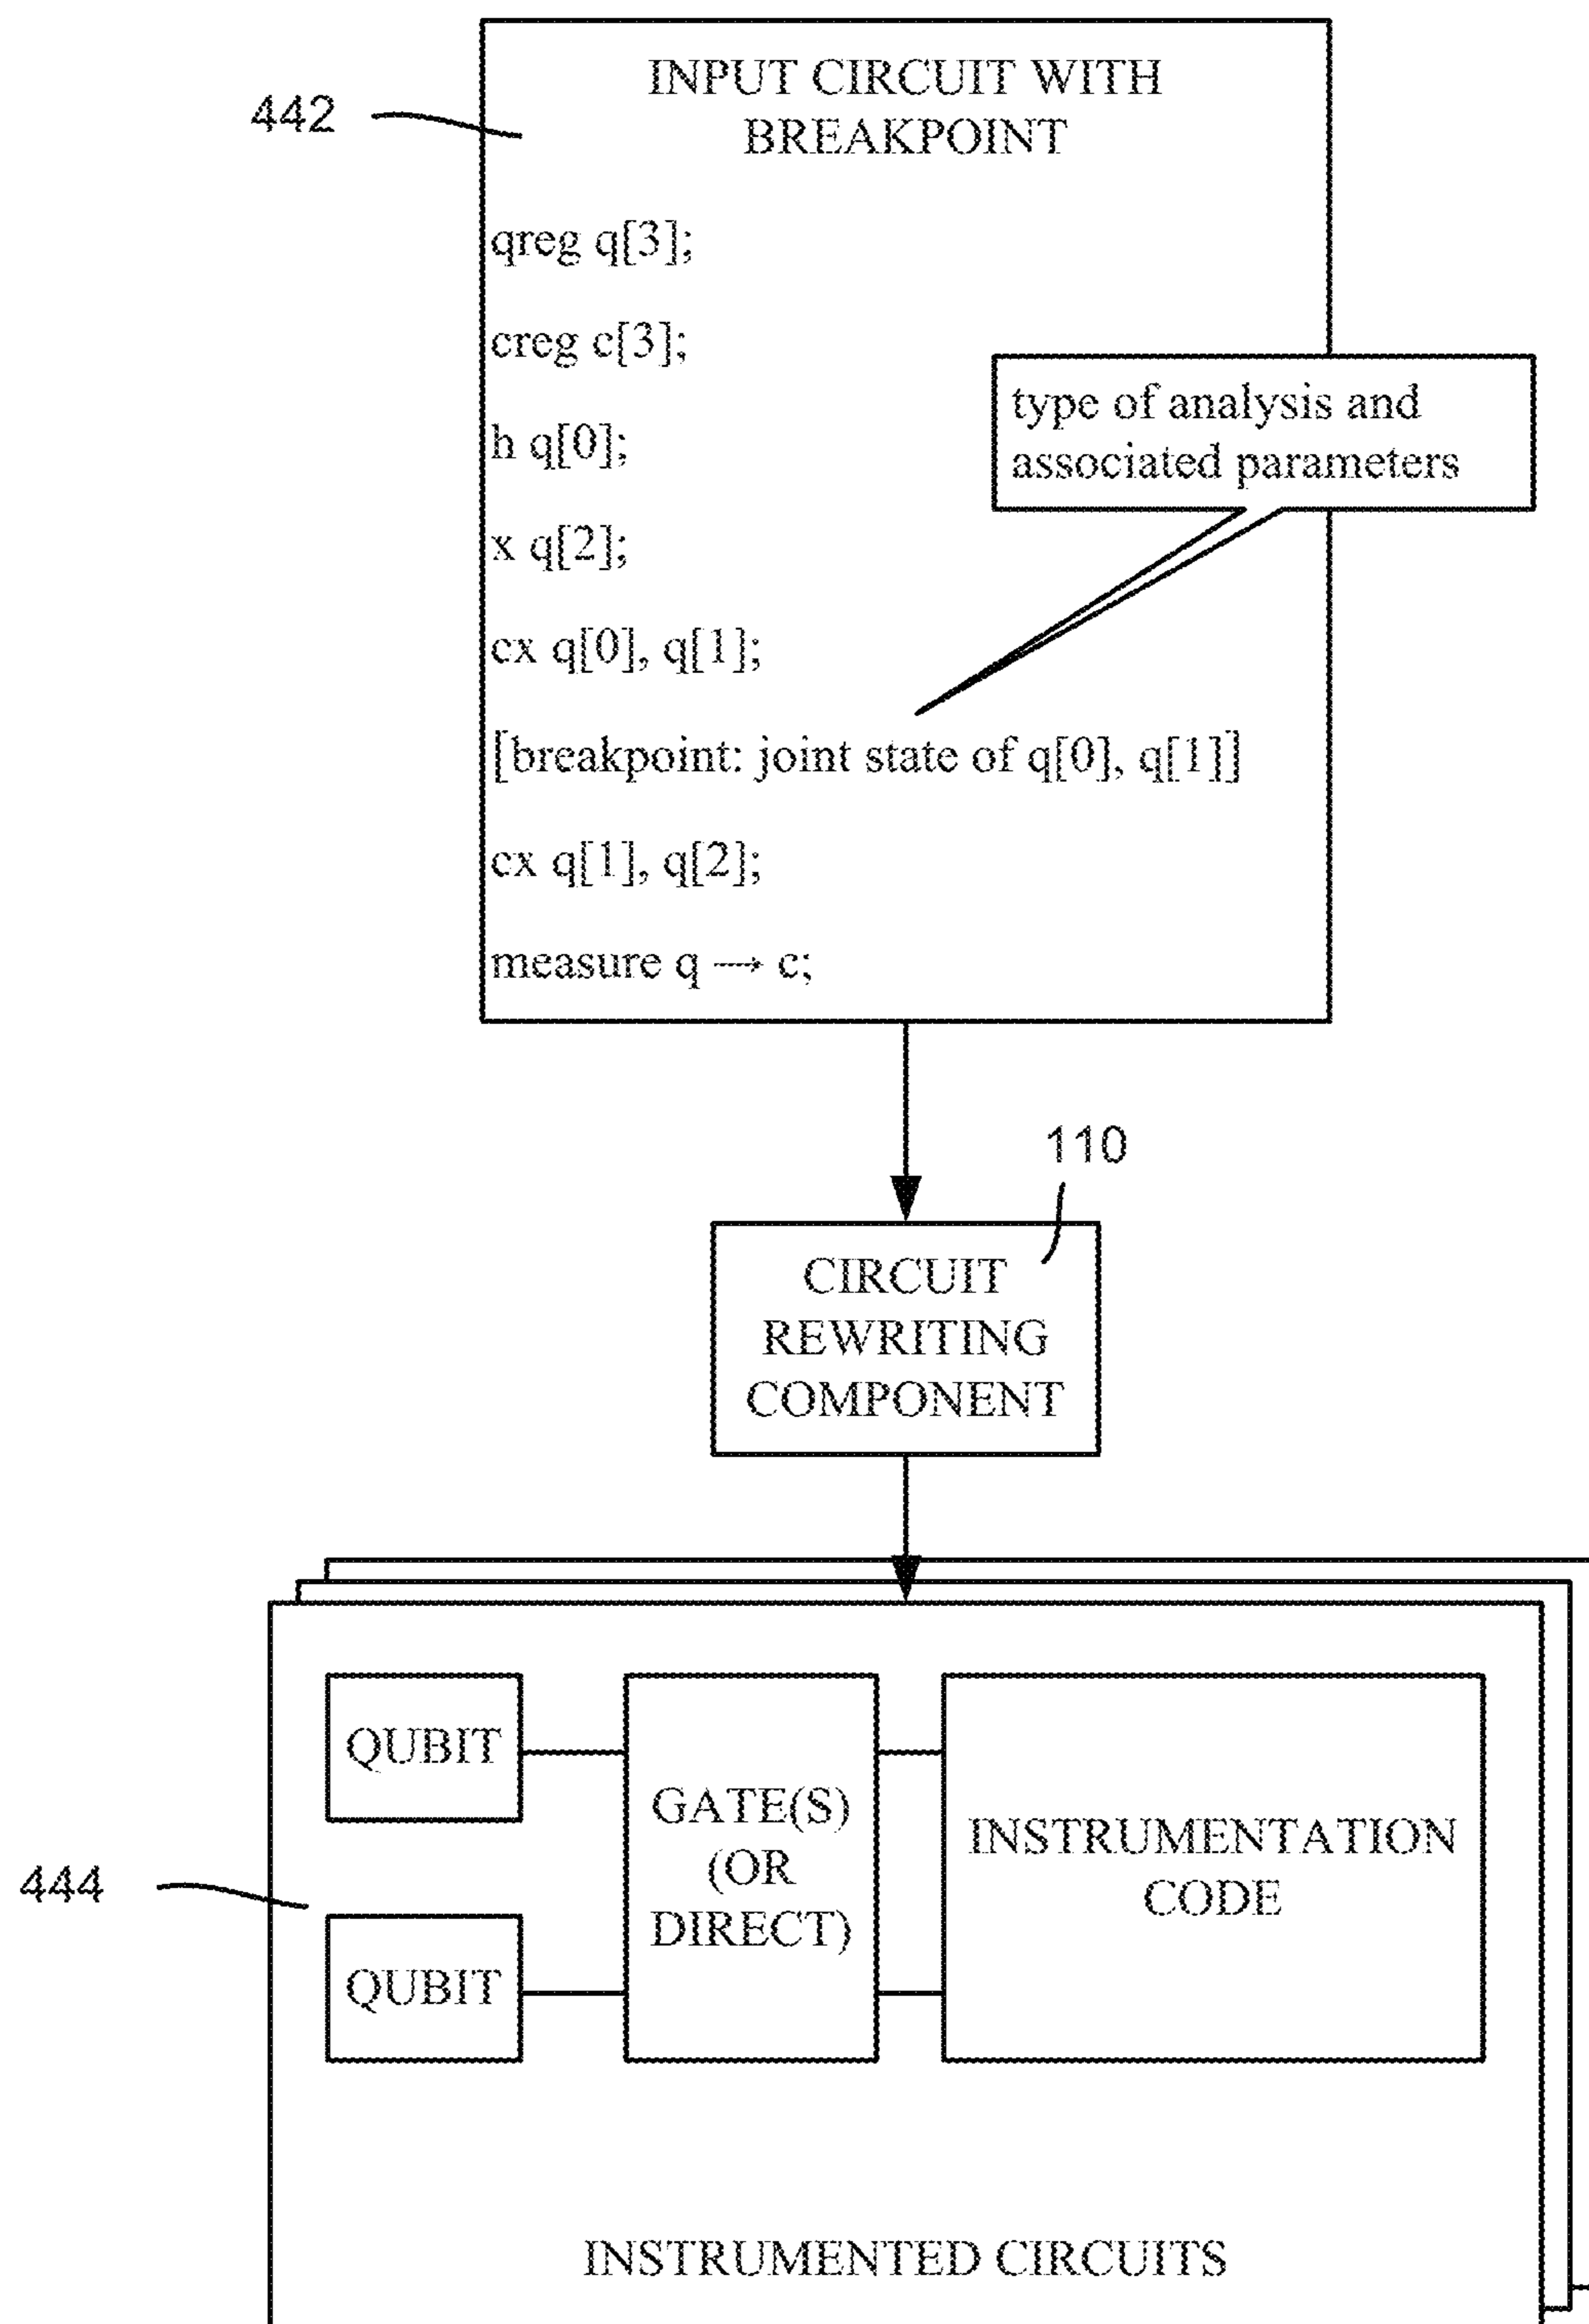 INPUT CIRCUIT WITH
BREAKPOINT
442
qreg q[3];
creg c[3];
type of analysis and
associated parameters
h q[0];
x q[2];
cx q[0], q[1];
[breakpoint: joint state of q[0], q[1]]
cx q[1], q[2];
measure q → c;
110
CIRCUIT
REWRITING
COMPONENT
QUBIT
GATE(S)
(OR
DIRECT)
INSTRUMENTATION
CODE
444
QUBIT
INSTRUMENTED CIRCUITS